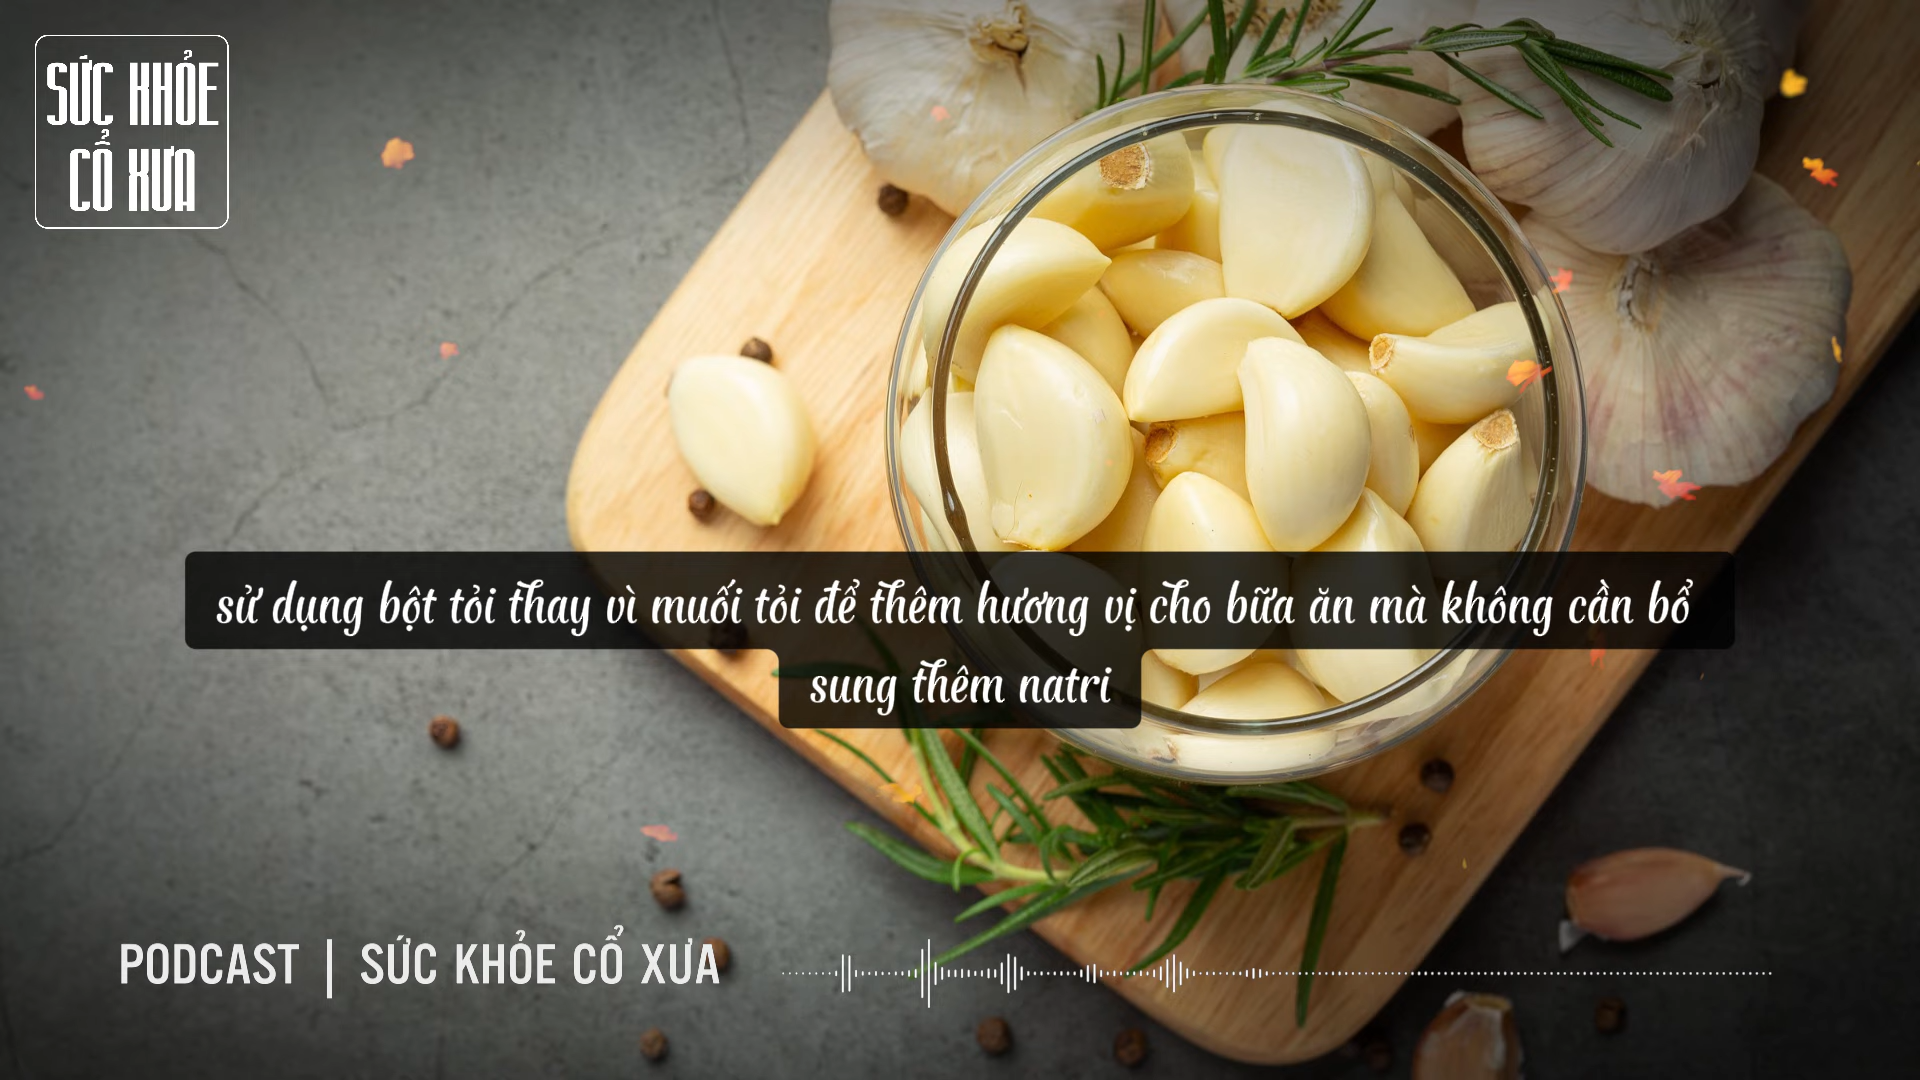 SỨC KHỎE
CỔ XƯA
sử dụng bột tỏi thay vì muối tỏi để thêm hương vị cho bữa ăn mà không cần bổ
sung thêm natri
PODCAST | SỨC KHỎE CỔ XƯA